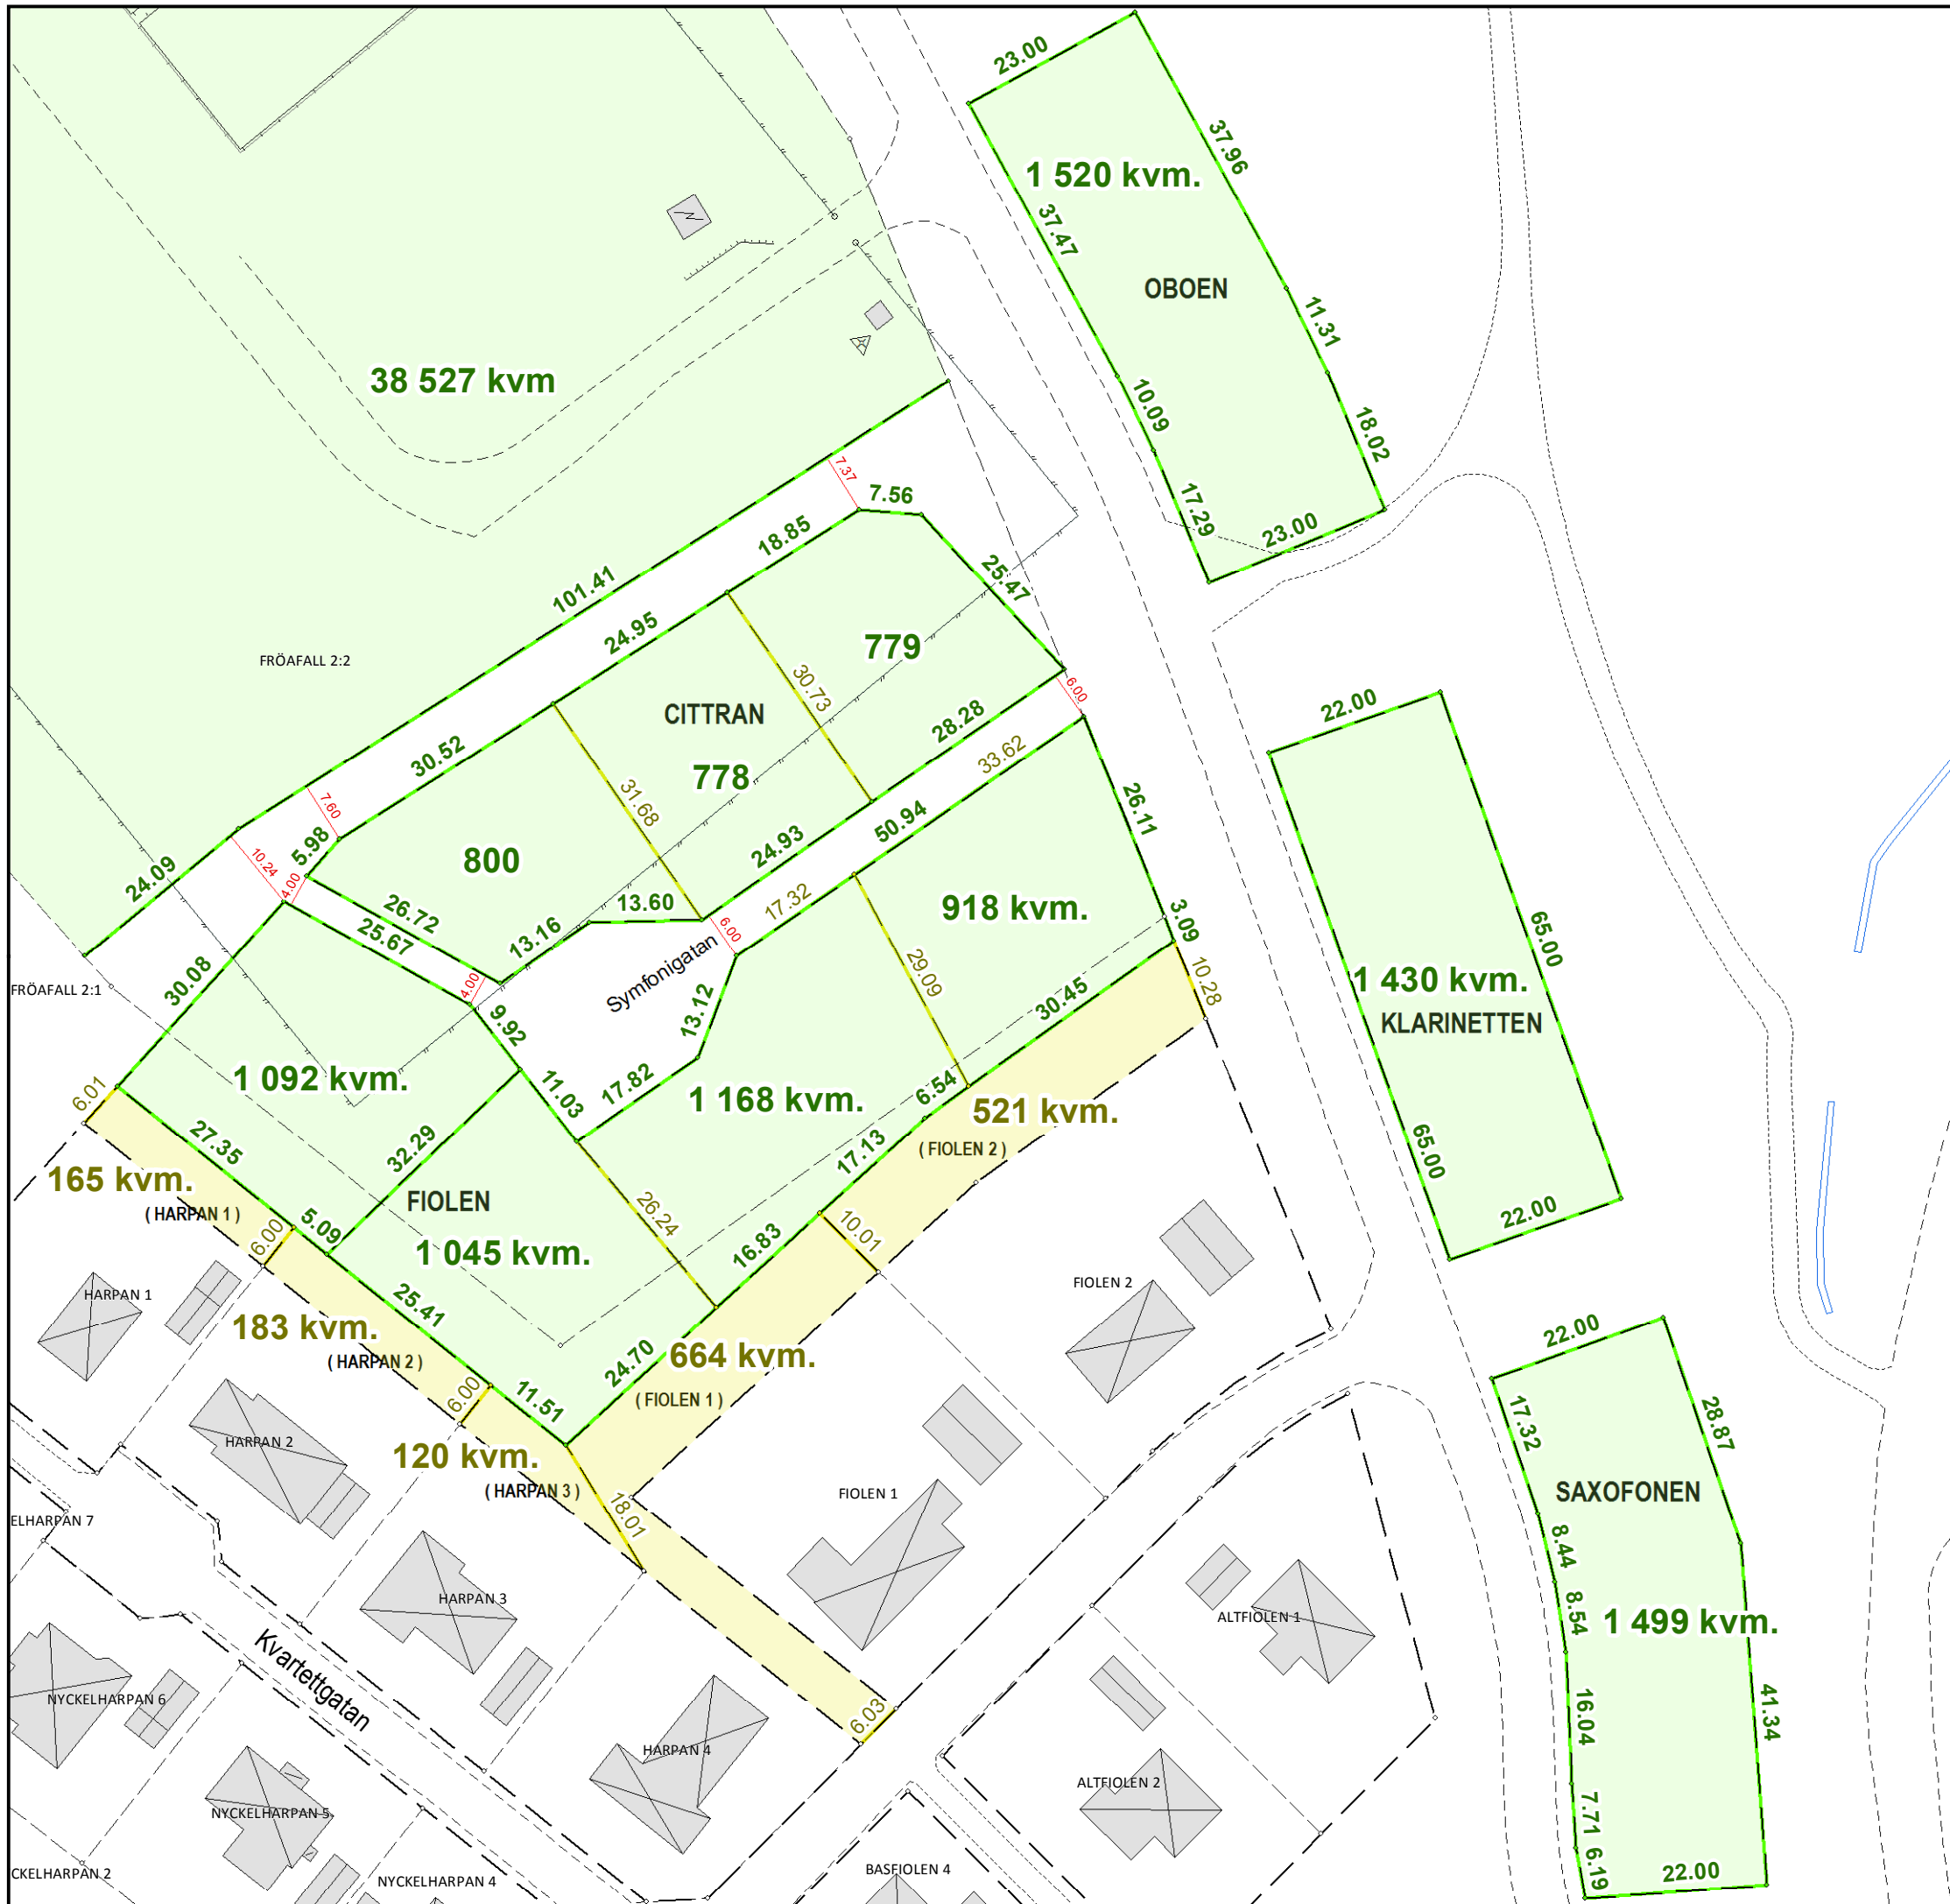 23.00
37.96
1 520 kvm.
37.47
OBOEN
11.31
38 527 kvm
10.09
18.02
7.37
7.56
17.29
23.00
18.85
101.41
25.47
24.95
779
FRÖAFALL 2:2
30.73
6.00
22.00
CITTRAN
28.28
30.52
33.62
778
31.68
7.60
26.11
50.94
5.98
24.93
10.24
800
4.00
24.09
17.32
26.72
13.60
918 kvm.
3.09
25.67
13.16
6.00
65.00
Symfonigatan
29.09
1 430 kvm.
30.08
FRÖAFALL 2:1
4.00
10.28
30.45
KLARINETTEN
9.92
13.12
1 092 kvm.
6.01
11.03
17.82
1 168 kvm.
6.54
521 kvm.
27.35
32.29
17.13
( FIOLEN 2 )
65.00
165 kvm.
FIOLEN
26.24
22.00
( HARPAN 1 )
5.09
10.01
6.00
1 045 kvm.
16.83
HARPAN 1
25.41
FIOLEN 2
183 kvm.
22.00
( HARPAN 2 )
24.70
664 kvm.
6.00
11.51
( FIOLEN 1 )
17.32
28.87
HARPAN 2
120 kvm.
( HARPAN 3 )
FIOLEN 1
SAXOFONEN
ELHARPAN 7
18.01
8.44
HARPAN 3
8.54
ALTFIOLEN 1
1 499 kvm.
Kvartettgatan
NYCKELHARPAN 6
6.03
16.04
41.34
HARPAN 4
ALTFIOLEN 2
NYCKELHARPAN 5
7.71
CKELHARPAN 2
NYCKELHARPAN 4
BASFIOLEN 4
6.19
22.00